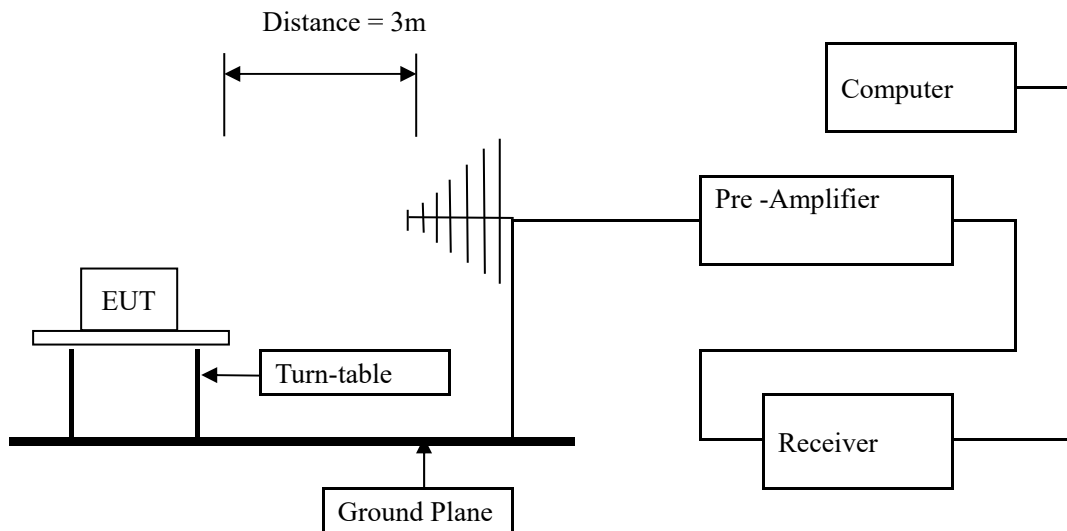 Distance = 3m
Computer
Pre -Amplifier
EUT
Turn-table
Receiver
Ground Plane